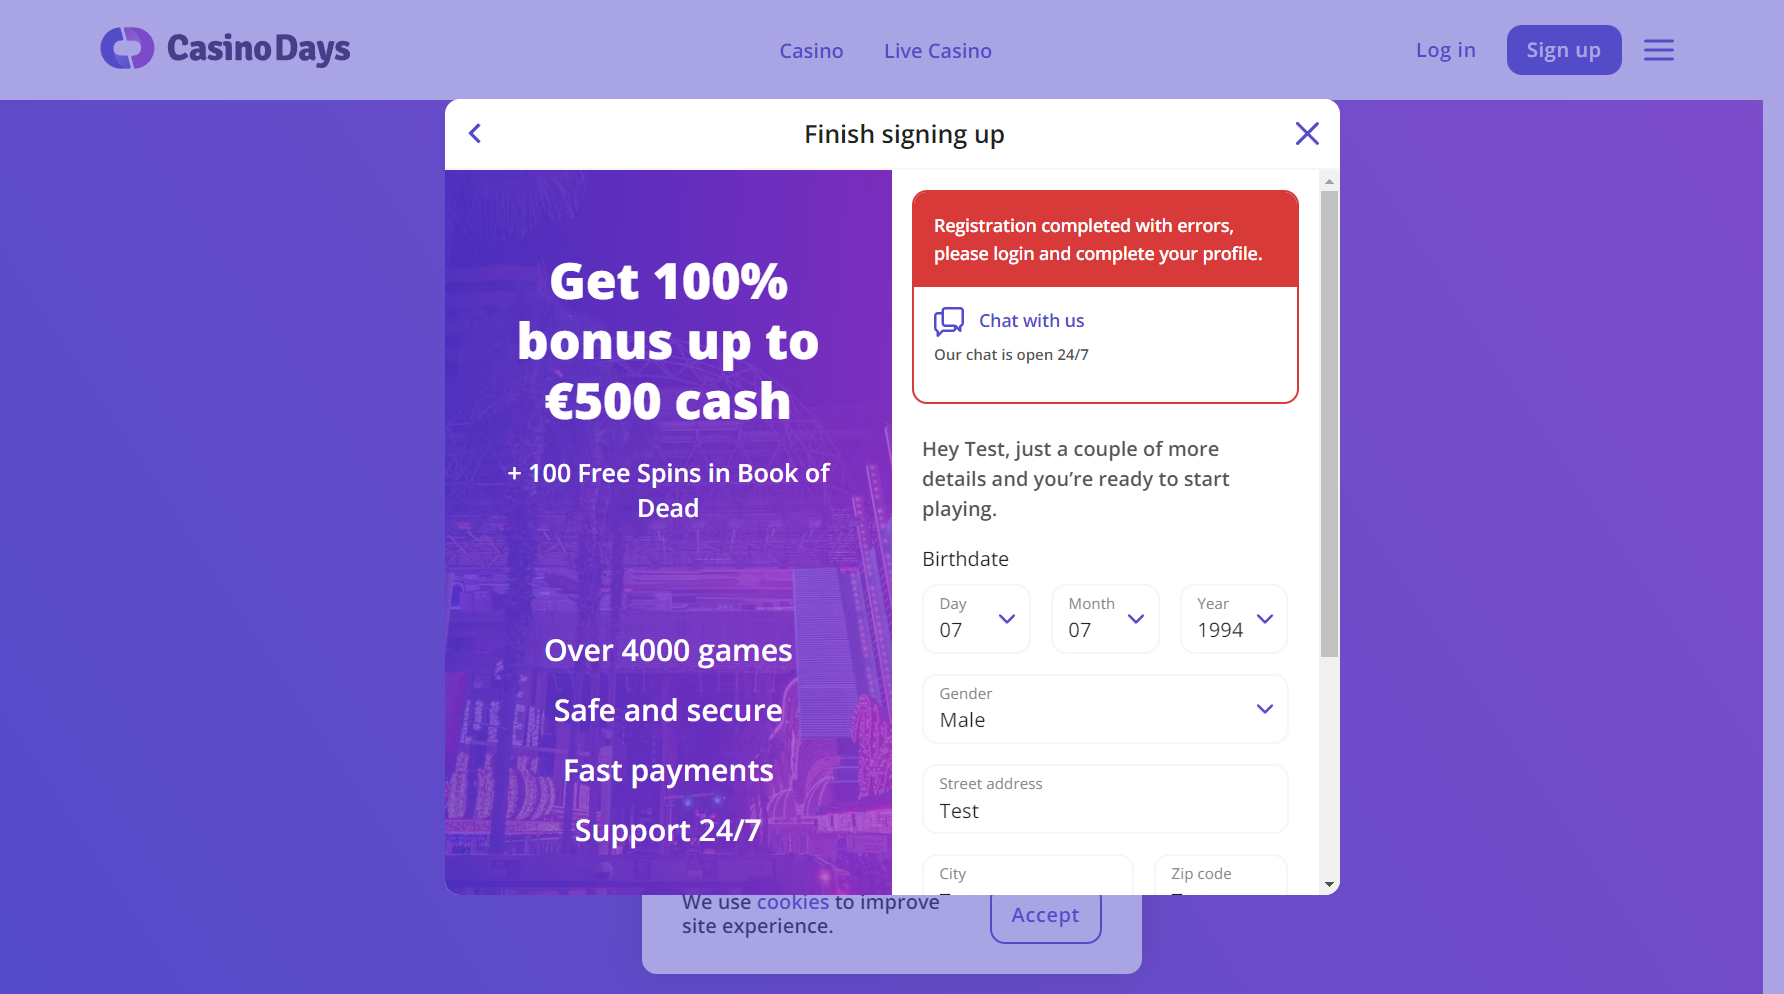 Casino Days
Casino
Live Casino
Log in
Sign up
Finish signing up
Get 100%
bonus up to
€500 cash
+ 100 Free Spins in Book of
Dead
Over 4000 games
Safe and secure
Fast payments
Support 24/7
Registration completed with errors,
please login and complete your profile.
Chat with us
Our chat is open 24/7
Hey Test, just a couple of more
details and you’re ready to start
playing.
Birthdate
Day
07
Month
07
Year
1994
Gender
Male
Street address
Test
City
Zip code
We use cookies to improve
site experience.
Accept